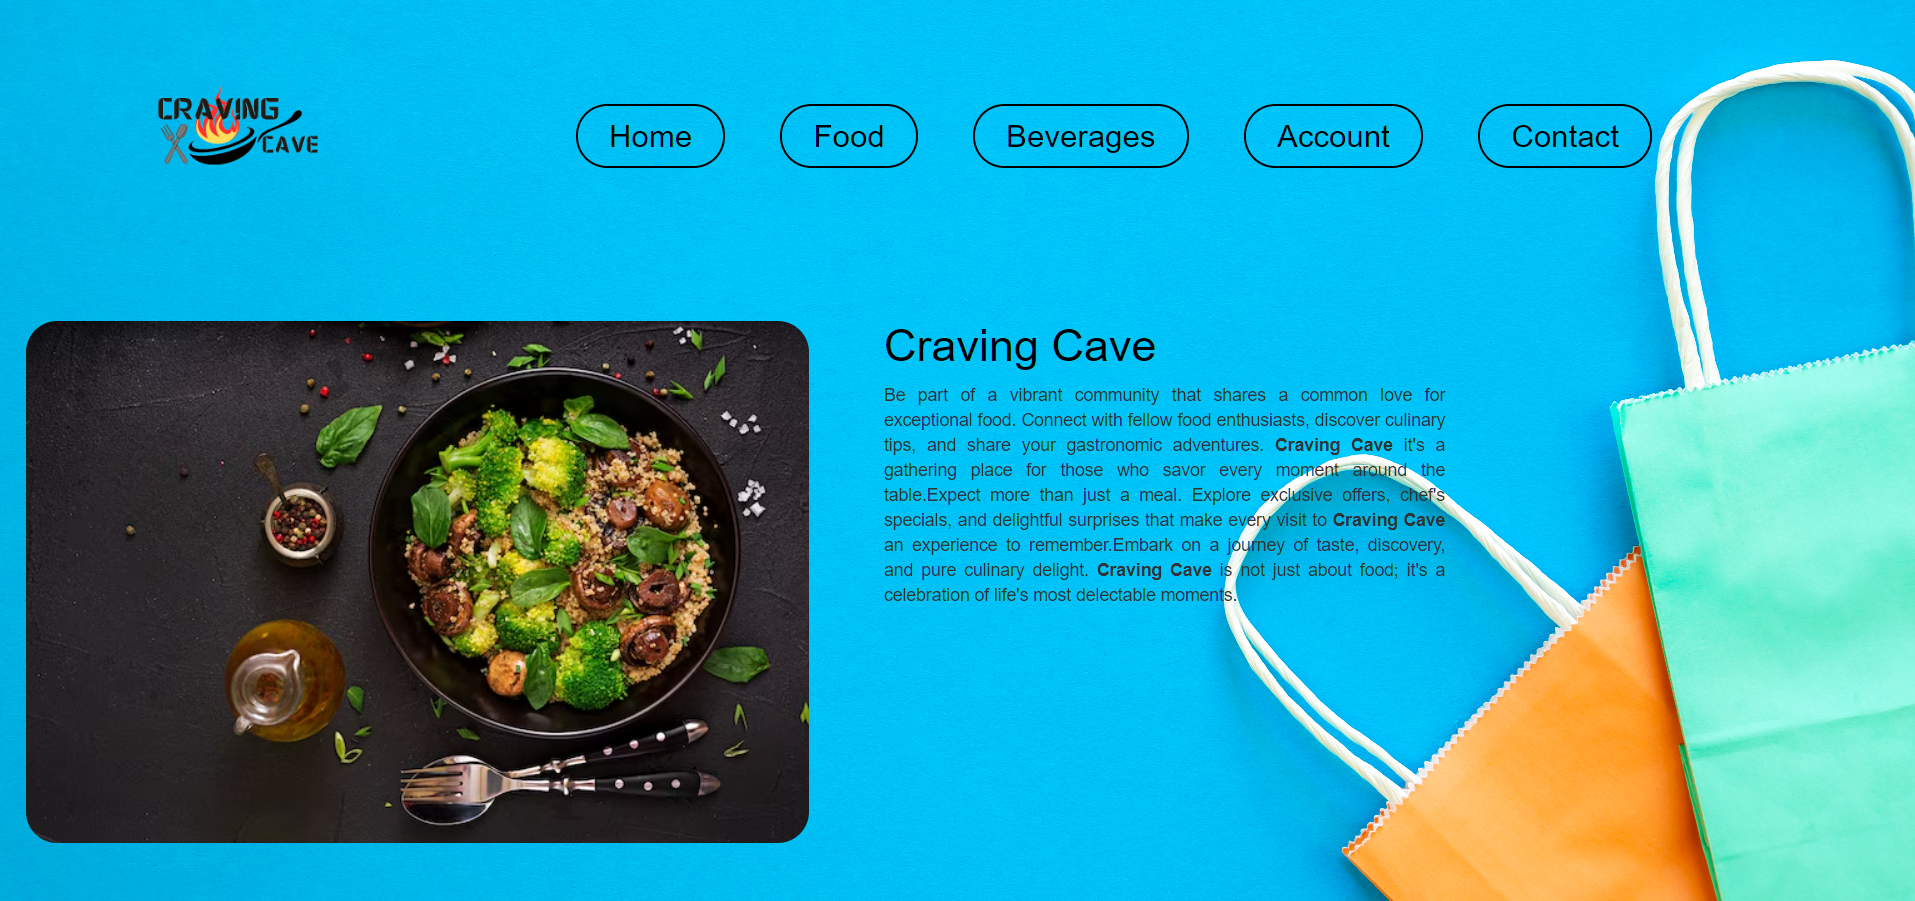 CRAVING
CAVE
Home
Food
Beverages
Account
Contact
Craving Cave
Be part of a vibrant community that shares a common love for
exceptional food. Connect with fellow food enthusiasts, discover culinary
tips, and share your gastronomic adventures. Craving Cave it's a
gathering place for those who savor every moment around the
table.Expect more than just a meal. Explore exclusive offers, chef's
specials, and delightful surprises that make every visit to Craving Cave
an experience to remember.Embark on a journey of taste, discovery,
and pure culinary delight. Craving Cave is not just about food; it's a
celebration of life's most delectable moments.